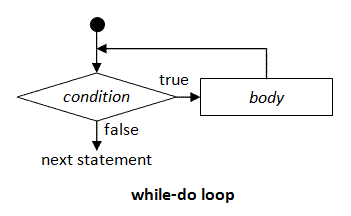 true
condition
body
false
next statement
while-do loop